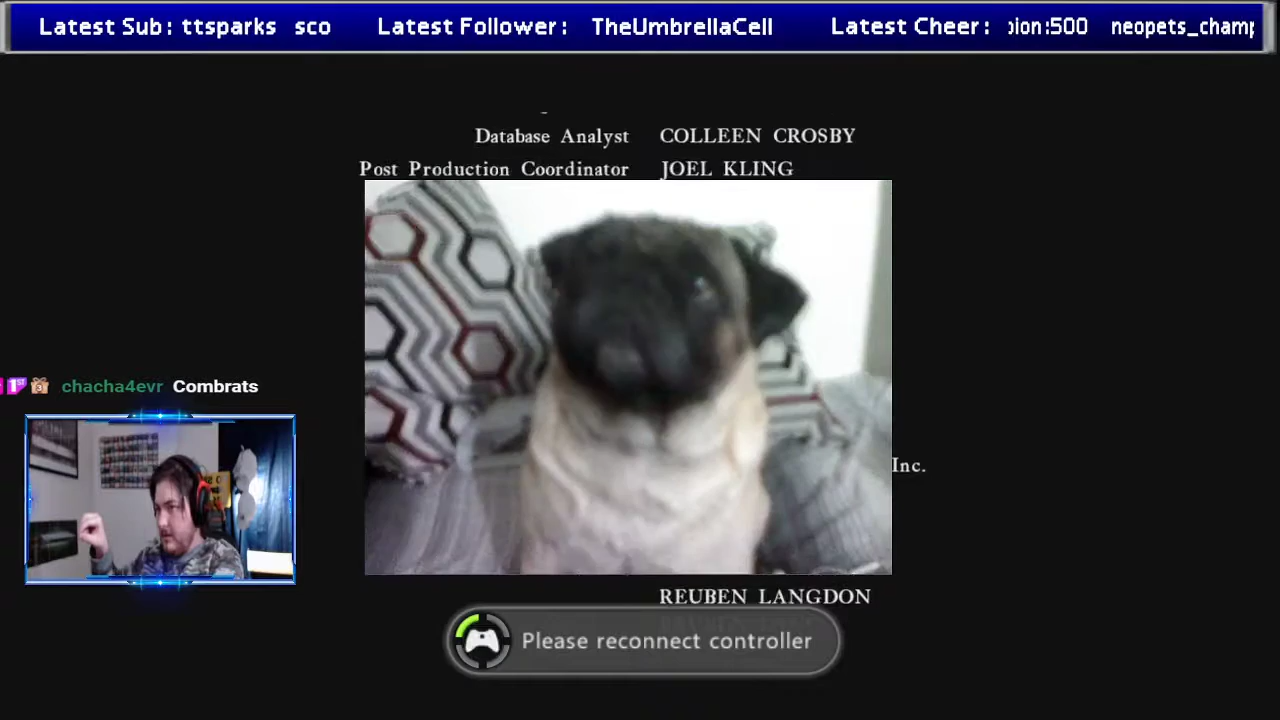 Latest Sub: ttsparks sco Latest Follower: TheUmbrellaCell Latest Cheer: pion:500 neopets_champ
Database Analyst COLLEEN CROSBY
Post Production Coordinator JOEL KLING
chacha4evr Combrats
Inc.
REUBEN LANGDON
Please reconnect controller